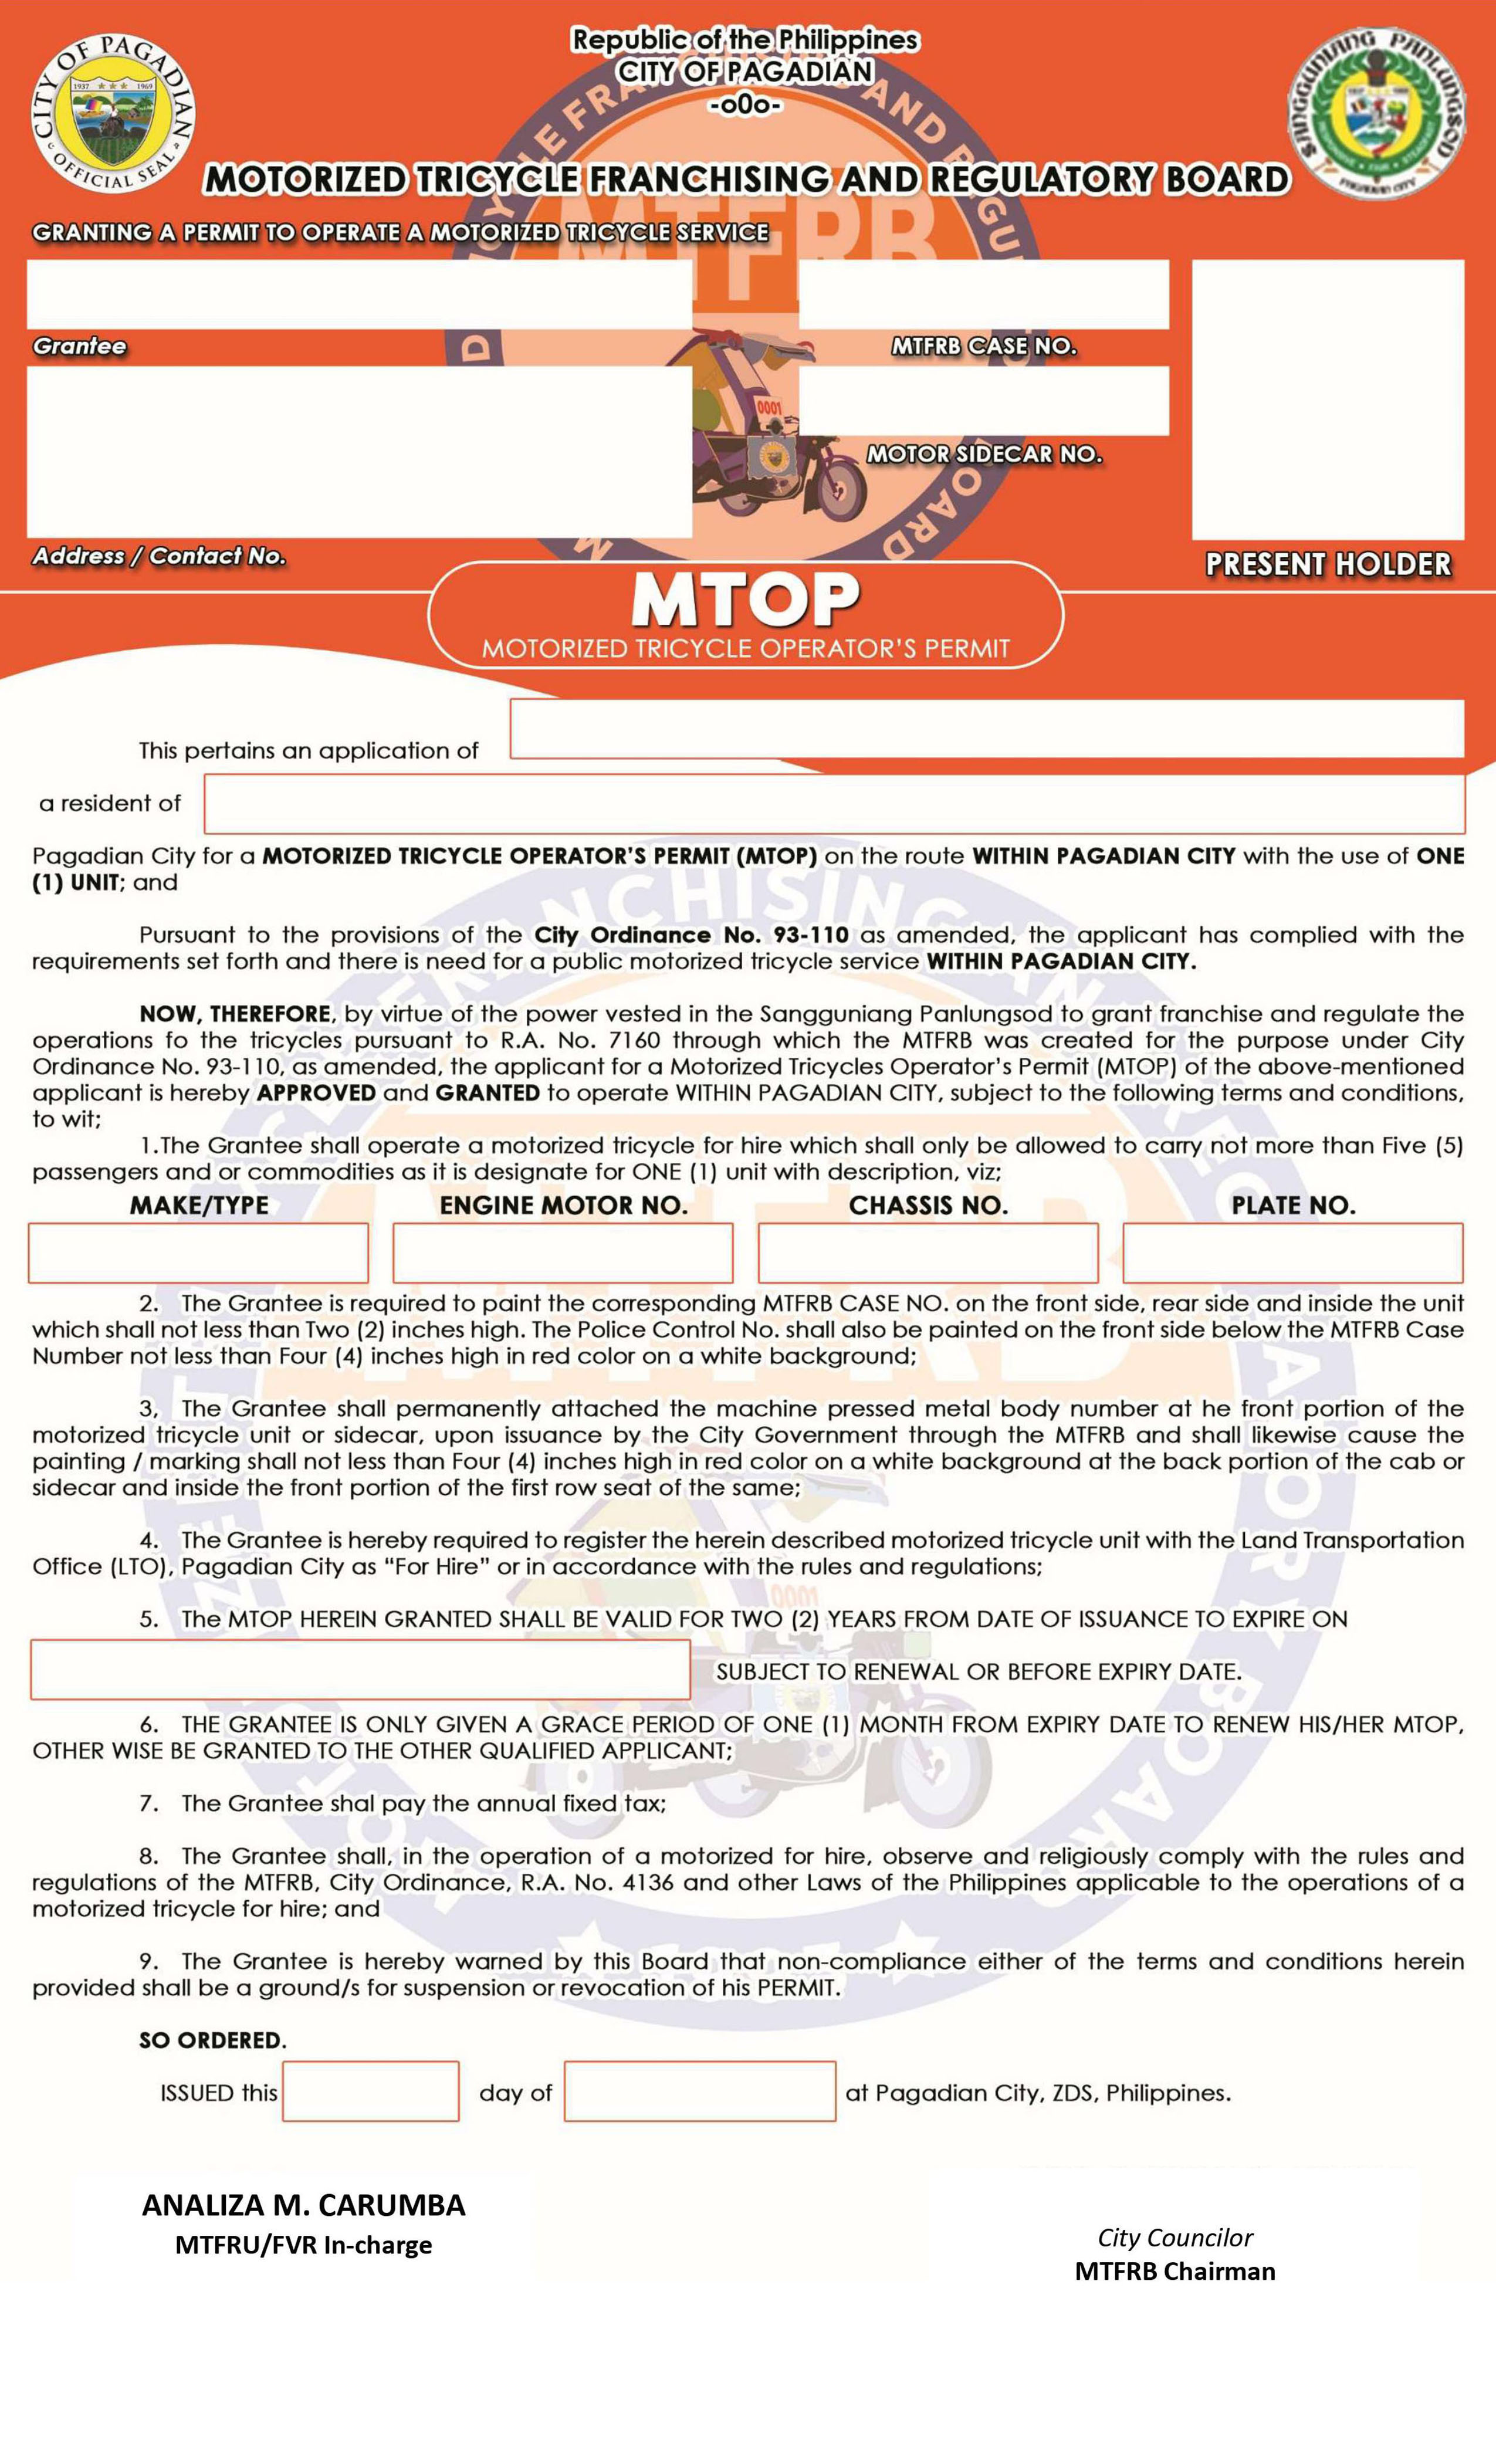 CITY OF PAGADIAN
1937 1969
OFFICIAL SEAL
Republic of the Philippines
CITY OF PAGADIAN
-oOo-
SANGGUNIANG PANLUNGSOD
PAGADIAN CITY
MOTORIZED TRICYCLE FRANCHISING AND REGULATORY BOARD
MTFRB
GRANTING A PERMIT TO OPERATE A MOTORIZED TRICYCLE SERVICE
Grantee
MTFRB CASE NO.
0001
MOTOR SIDECAR NO.
Address / Contact No.
PRESENT HOLDER
MTOP
MOTORIZED TRICYCLE OPERATOR'S PERMIT
This pertains an application of
a resident of
Pagadian City for a MOTORIZED TRICYCLE OPERATOR'S PERMIT (MTOP) on the route WITHIN PAGADIAN CITY with the use of ONE
(1) UNIT; and
Pursuant to the provisions of the City Ordinance No. 93-110 as amended, the applicant has complied with the
requirements set forth and there is need for a public motorized tricycle service WITHIN PAGADIAN CITY.
NOW, THEREFORE, by virtue of the power vested in the Sangguniang Panlungsod to grant franchise and regulate the
operations fo the tricycles pursuant to R.A. No. 7160 through which the MTFRB was created for the purpose under City
Ordinance No. 93-110, as amended, the applicant for a Motorized Tricycles Operator's Permit (MTOP) of the above-mentioned
applicant is hereby APPROVED and GRANTED to operate WITHIN PAGADIAN CITY, subject to the following terms and conditions,
to wit;
1.The Grantee shall operate a motorized tricycle for hire which shall only be allowed to carry not more than Five (5)
passengers and or commodities as it is designate for ONE (1) unit with description, viz;
MAKE/TYPE ENGINE MOTOR NO. CHASSIS NO. PLATE NO.
2. The Grantee is required to paint the corresponding MTFRB CASE NO. on the front side, rear side and inside the unit
which shall not less than Two (2) inches high. The Police Control No. shall also be painted on the front side below the MTFRB Case
Number not less than Four (4) inches high in red color on a white background;
3, The Grantee shall permanently attached the machine pressed metal body number at he front portion of the
motorized tricycle unit or sidecar, upon issuance by the City Government through the MTFRB and shall likewise cause the
painting / marking shall not less than Four (4) inches high in red color on a white background at the back portion of the cab or
sidecar and inside the front portion of the first row seat of the same;
4. The Grantee is hereby required to register the herein described motorized tricycle unit with the Land Transportation
Office (LTO), Pagadian City as "For Hire" or in accordance with the rules and regulations;
5. The MTOP HEREIN GRANTED SHALL BE VALID FOR TWO (2) YEARS FROM DATE OF ISSUANCE TO EXPIRE ON
SUBJECT TO RENEWAL OR BEFORE EXPIRY DATE.
6. THE GRANTEE IS ONLY GIVEN A GRACE PERIOD OF ONE (1) MONTH FROM EXPIRY DATE TO RENEW HIS/HER MTOP,
OTHER WISE BE GRANTED TO THE OTHER QUALIFIED APPLICANT;
7. The Grantee shal pay the annual fixed tax;
8. The Grantee shall, in the operation of a motorized for hire, observe and religiously comply with the rules and
regulations of the MTFRB, City Ordinance, R.A. No. 4136 and other Laws of the Philippines applicable to the operations of a
motorized tricycle for hire; and
9. The Grantee is hereby warned by this Board that non-compliance either of the terms and conditions herein
provided shall be a ground/s for suspension or revocation of his PERMIT.
SO ORDERED.
ISSUED this day of at Pagadian City, ZDS, Philippines.
ANALIZA M. CARUMBA
MTFRU/FVR In-charge
City Councilor
MTFRB Chairman